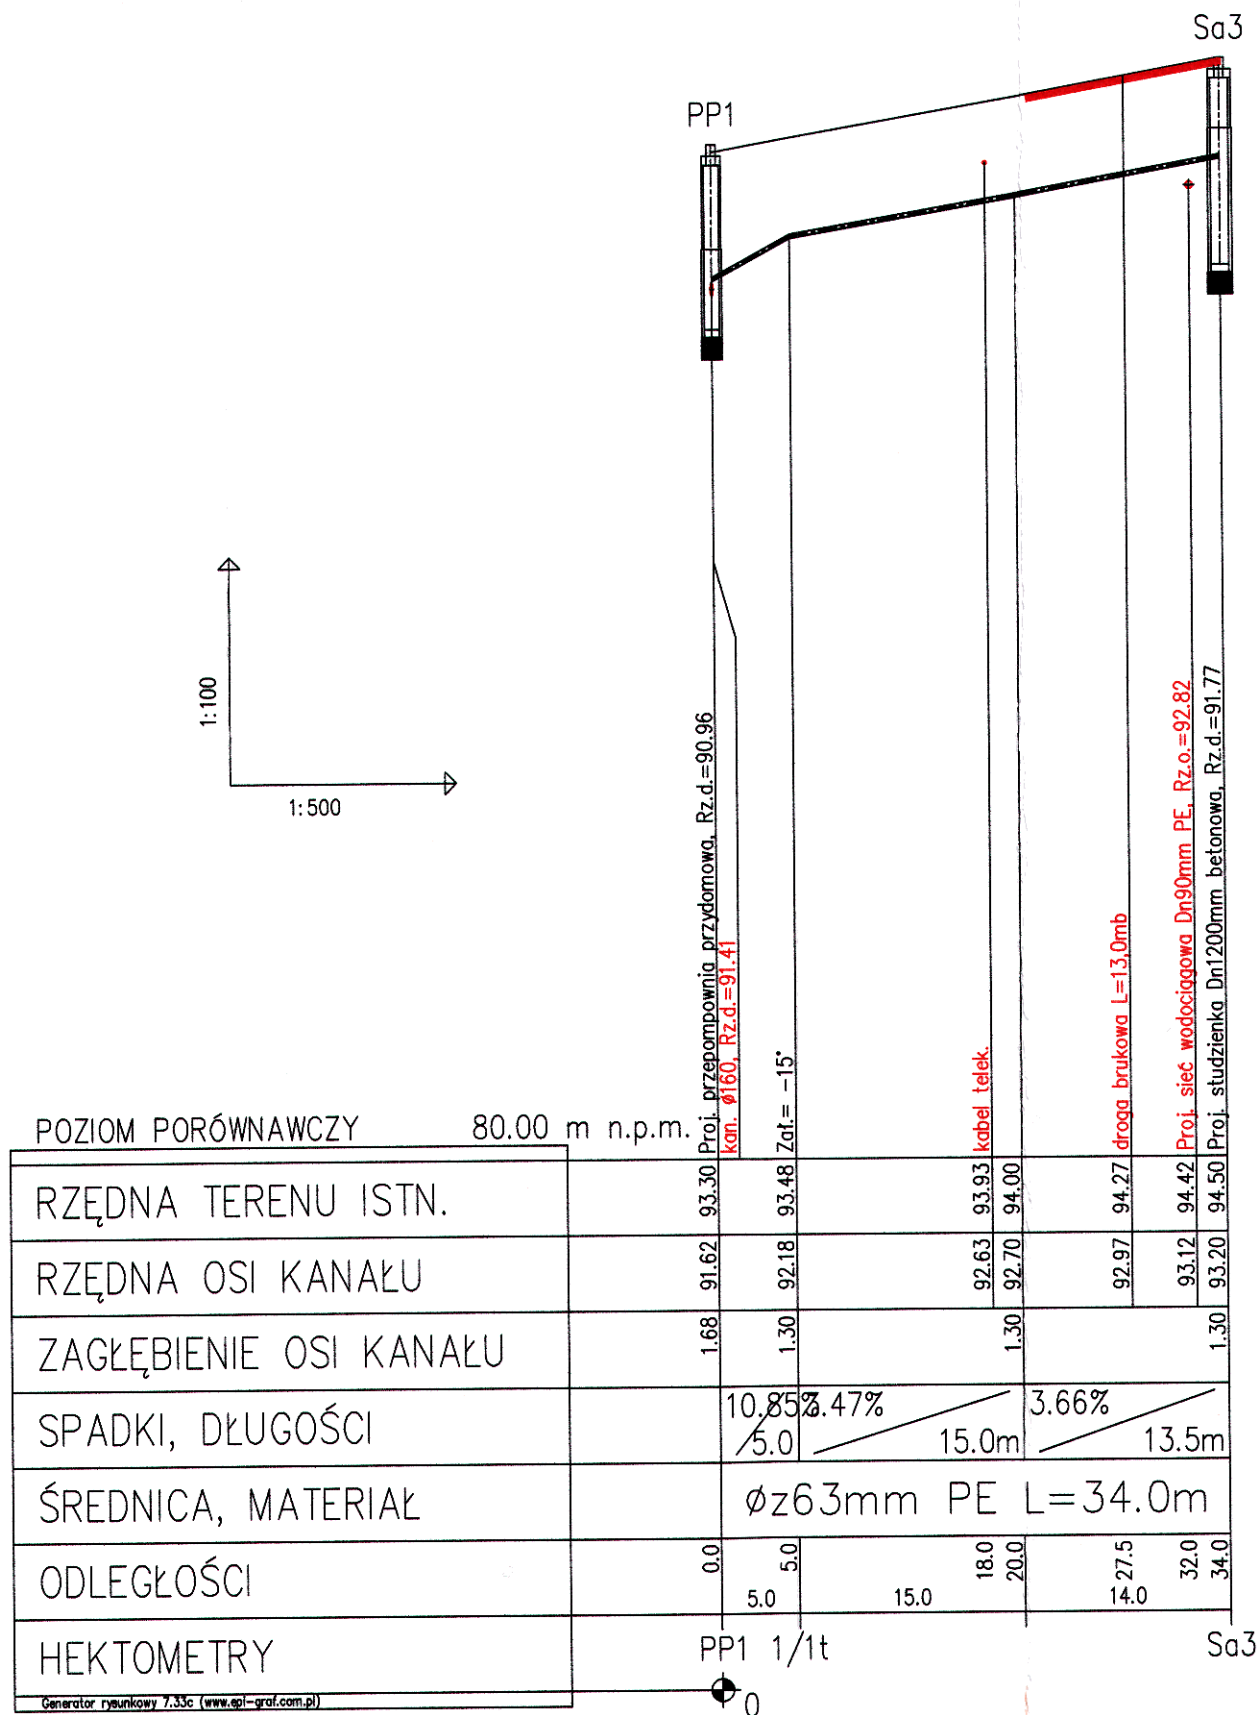 Sa3
PP1
1:100
1:500
Proj. przepompownia przydomowa, Rz.d.=90.96
kan. ø160, Rz.d.=91.41
Zał.= -15°
kabel telek.
droga brukowa L=13,0mb
Proj. sieć wodociągowa Dn90mm PE, Rz.o.=92.82
Proj. studzienka Dn1200mm betonowa, Rz.d.=91.77
POZIOM PORÓWNAWCZY 80.00 m n.p.m.
RZĘDNA TERENU ISTN. 93.30 93.48 93.93 94.00 94.27 94.42 94.50
RZĘDNA OSI KANAŁU 91.62 92.18 92.63 92.70 92.97 93.12 93.20
ZAGŁĘBIENIE OSI KANAŁU 1.68 1.30 1.30 1.30
SPADKI, DŁUGOŚCI 10.85% 3.47% 3.66%
5.0 15.0m 13.5m
ŚREDNICA, MATERIAŁ øz63mm PE L=34.0m
ODLEGŁOŚCI 0.0 5.0 18.0 20.0 27.5 32.0 34.0
5.0 15.0 14.0
HEKTOMETRY PP1 1/1t Sa3
Generator rysunkowy 7.33c (www.epi-graf.com.pl)
0